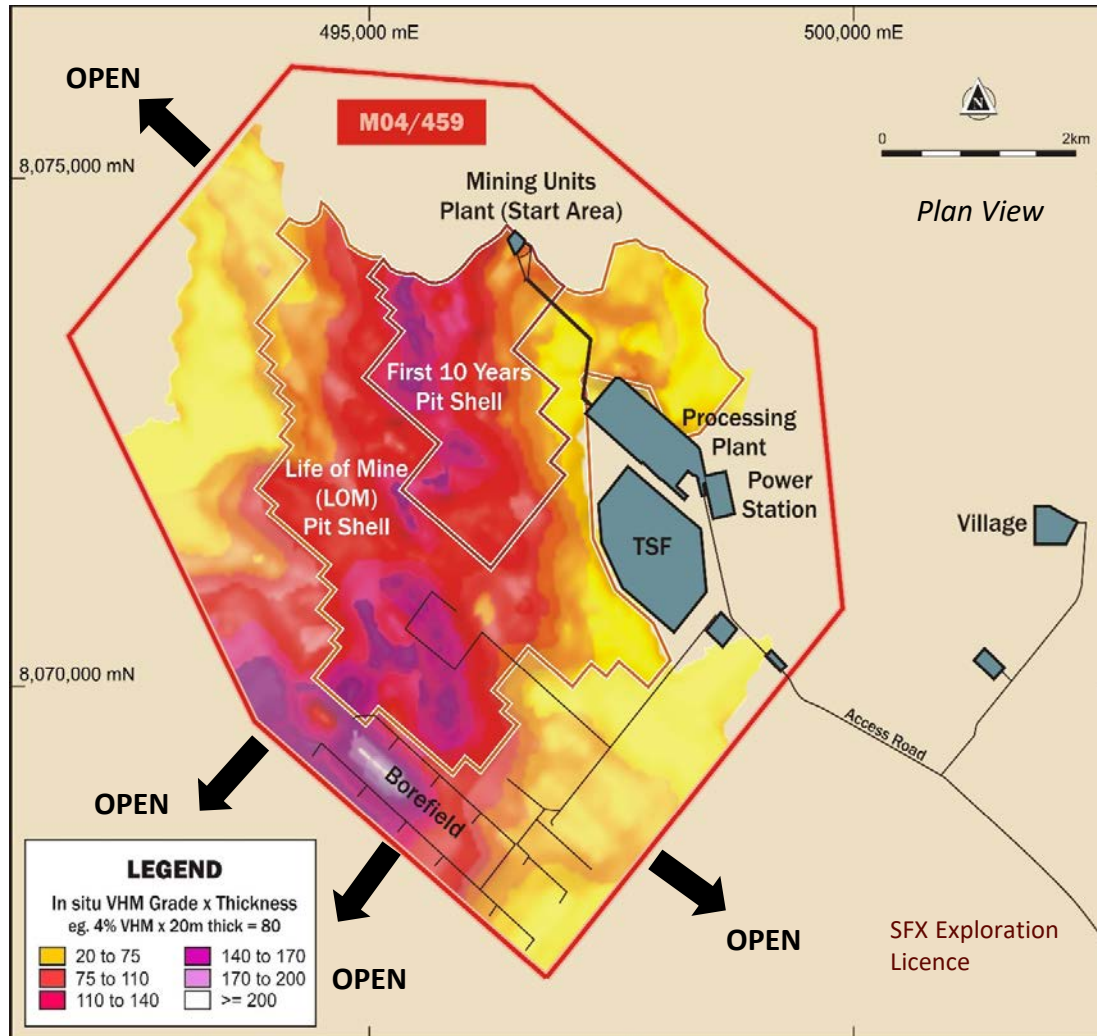 495,000 mE
500,000 mE
OPEN
M04/459
N
0
2km
8,075,000 mN
Mining Units
Plant (Start Area)
Plan View
First 10 Years
Pit Shell
Processing
Plant
Life of Mine
(LOM)
Pit Shell
Power
Station
Village
TSF
8,070,000 mN
Access Road
Borefield
OPEN
OPEN
OPEN
SFX Exploration
Licence
LEGEND
In situ VHM Grade x Thickness
eg. 4% VHM x 20m thick = 80
20 to 75
75 to 110
110 to 140
140 to 170
170 to 200
>= 200